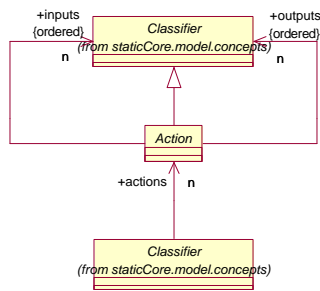 +inputs
{ordered}
n
Classifier
(from staticCore.model.concepts)
+outputs
{ordered}
n
Action
+actions n
Classifier
(from staticCore.model.concepts)